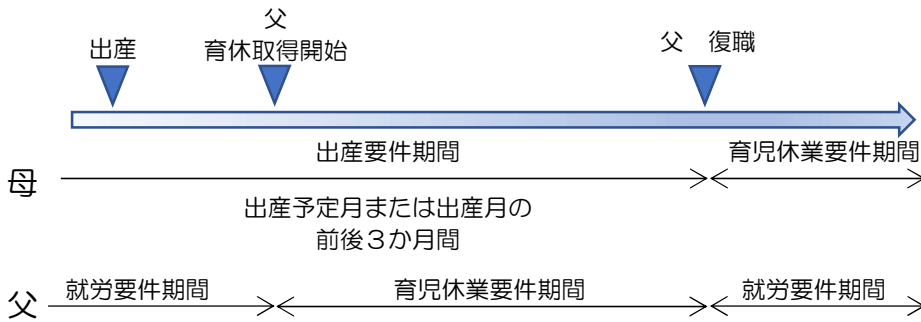 出産
父
育休取得開始
父　復職
出産要件期間
育児休業要件期間
母
出産予定月または出産月の
前後３か月間
父
就労要件期間
育児休業要件期間
就労要件期間